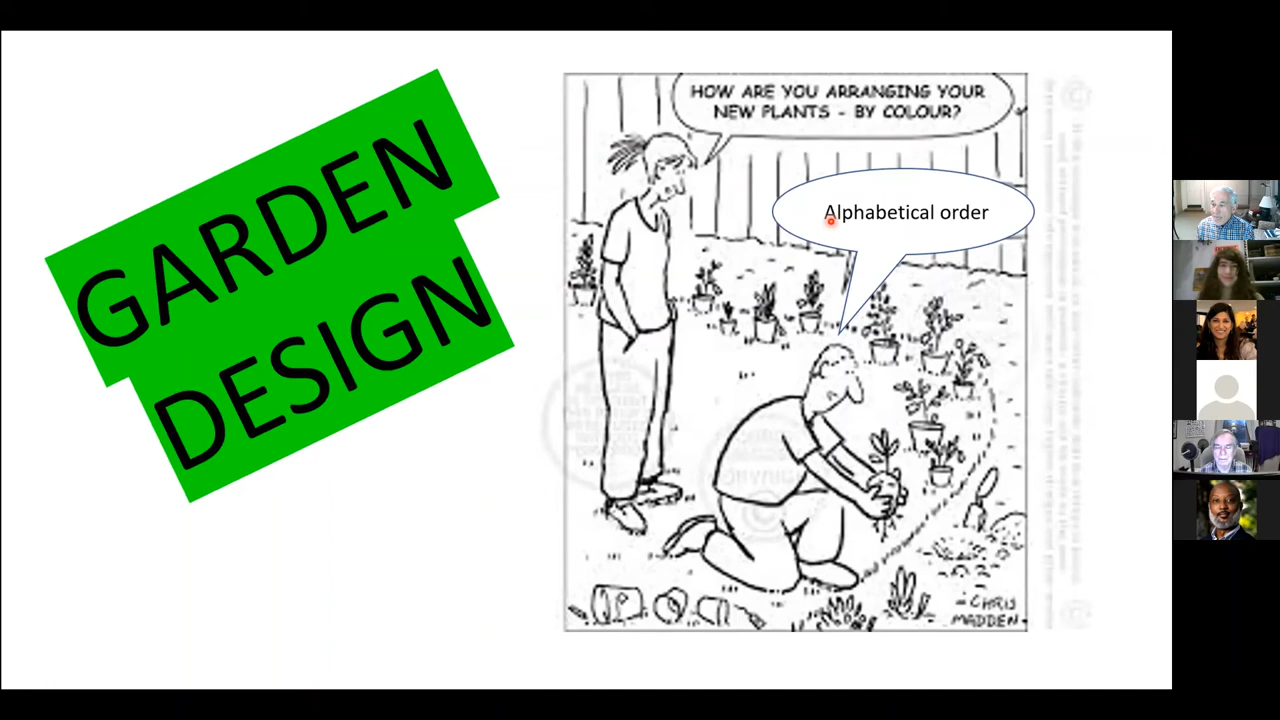 GARDEN
DESIGN
HOW ARE YOU ARRANGING YOUR
NEW PLANTS - BY COLOUR?
Alphabetical order
-CHRIS
MADDEN-